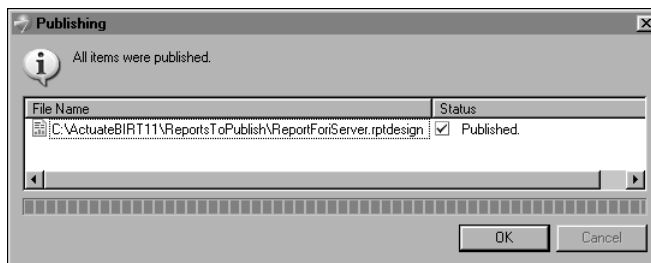 Publishing
All items were published.
File Name Status
C:\ActuateBIRT11\ReportsToPublish\ReportForiServer.rptdesign Published.
OK Cancel